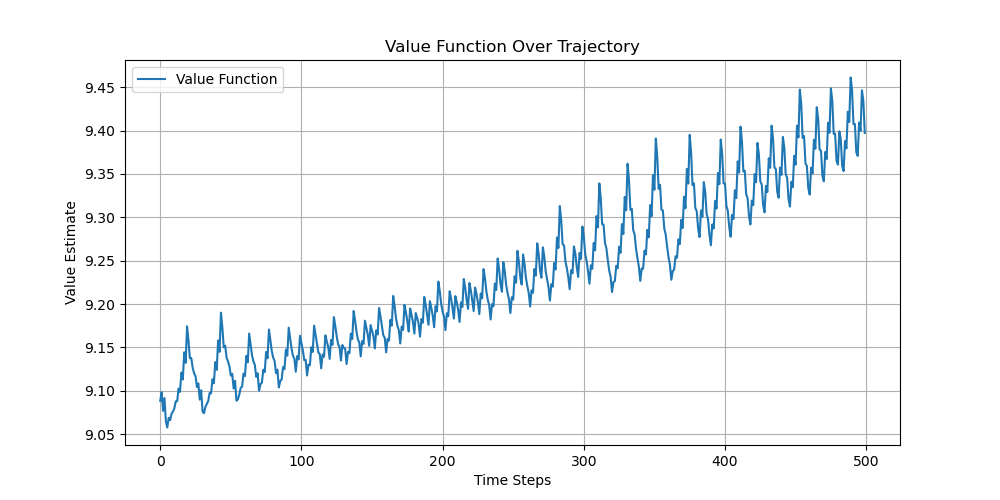 Value Function Over Trajectory
Value Function
Value Estimate
9.45
9.40
9.35
9.30
9.25
9.20
9.15
9.10
9.05
0 100 200 300 400 500
Time Steps